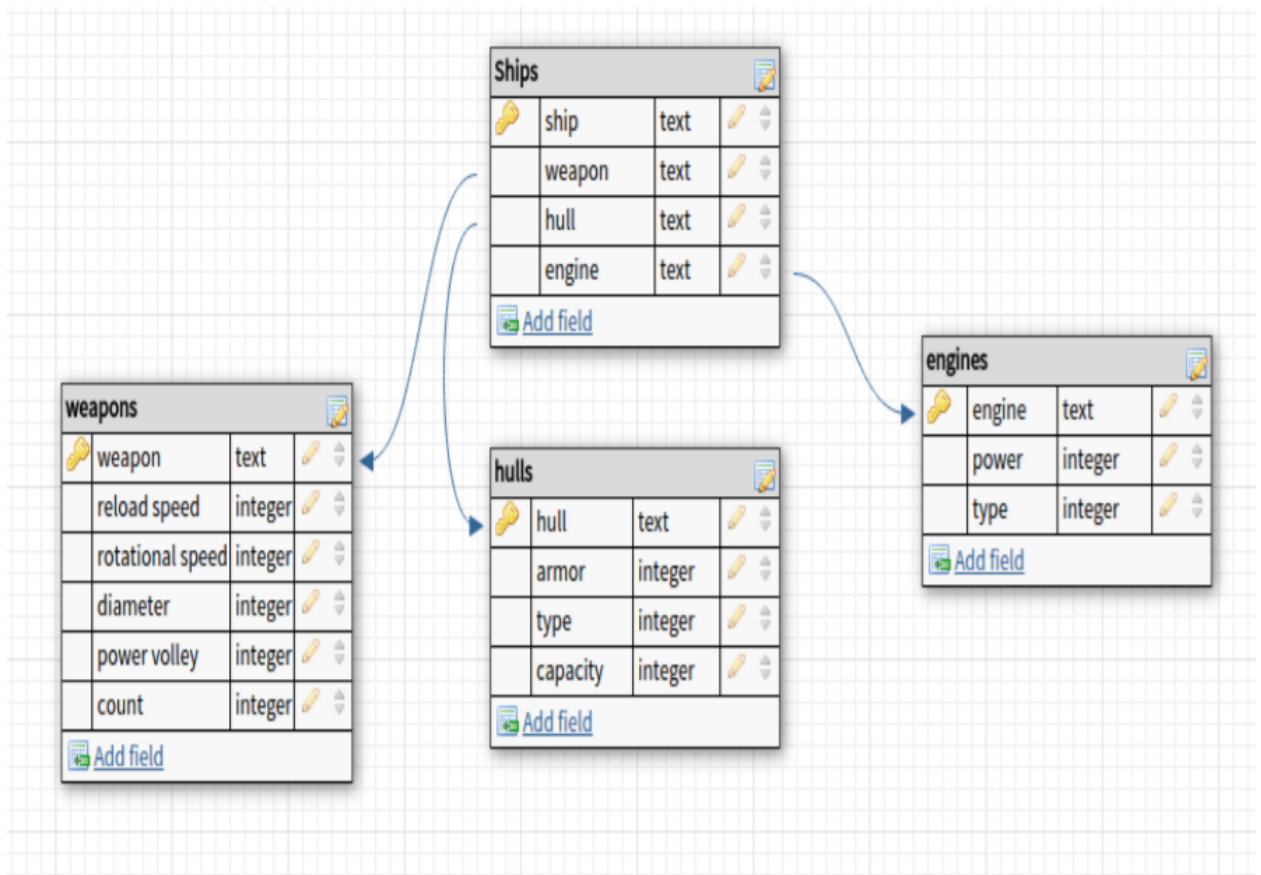 Ships
ship text
weapon text
hull text
engine text
Add field
weapons
weapon text
reload speed integer
rotational speed integer
diameter integer
power volley integer
count integer
Add field
hulls
hull text
armor integer
type integer
capacity integer
Add field
engines
engine text
power integer
type integer
Add field